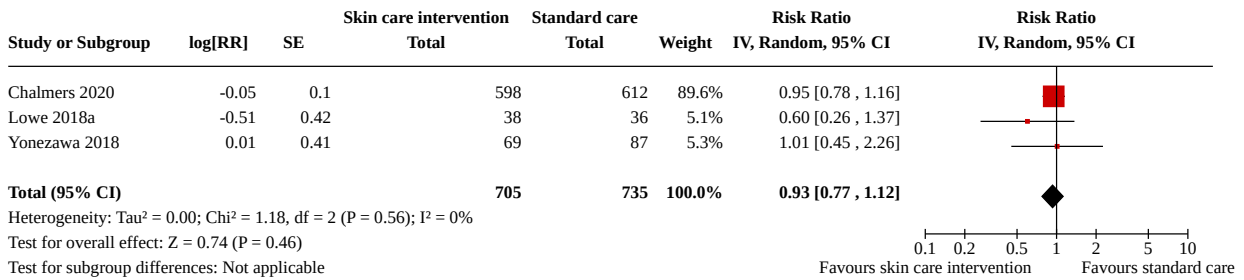 Skin care intervention Standard care Risk Ratio Risk Ratio
Study or Subgroup log[RR] SE Total Total Weight IV, Random, 95% CI IV, Random, 95% CI
Chalmers 2020 -0.05 0.1 598 612 89.6% 0.95 [0.78 , 1.16]
Lowe 2018a -0.51 0.42 38 36 5.1% 0.60 [0.26 , 1.37]
Yonezawa 2018 0.01 0.41 69 87 5.3% 1.01 [0.45 , 2.26]
Total (95% CI) 705 735 100.0% 0.93 [0.77 , 1.12]
Heterogeneity: Tau² = 0.00; Chi² = 1.18, df = 2 (P = 0.56); I² = 0%
Test for overall effect: Z = 0.74 (P = 0.46) 0.1 0.2 0.5 1 2 5 10
Test for subgroup differences: Not applicable Favours skin care intervention Favours standard care